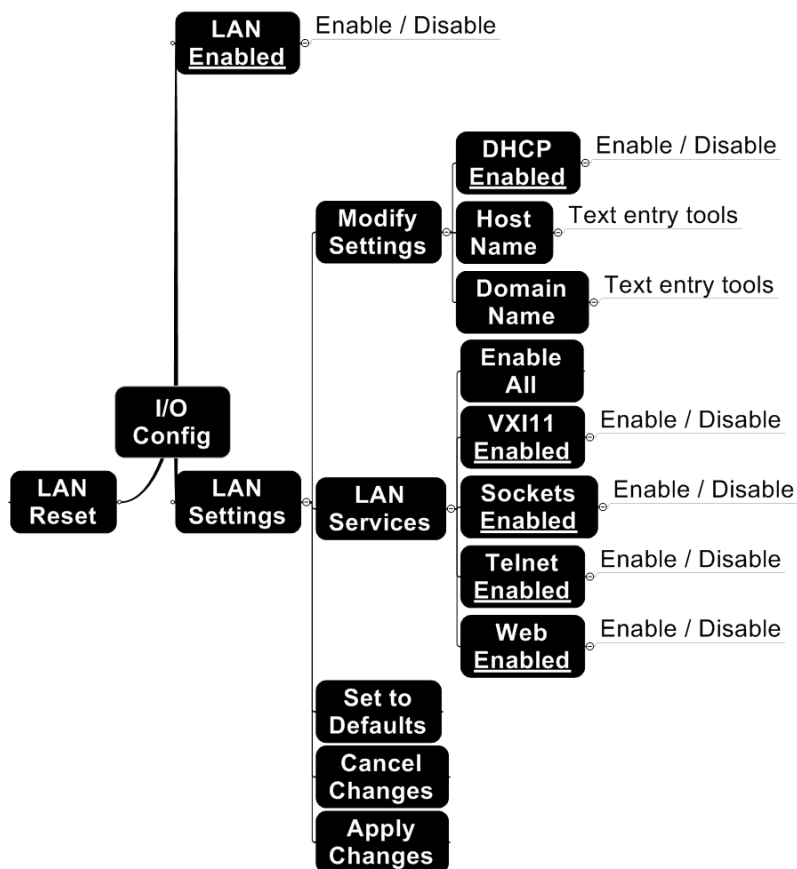 LAN
Enabled
Enable / Disable
I/O
Config
LAN
Reset
LAN
Settings
Modify
Settings
DHCP
Enabled
Enable / Disable
Host
Name
Text entry tools
Domain
Name
Text entry tools
LAN
Services
Enable
All
VXI11
Enabled
Enable / Disable
Sockets
Enabled
Enable / Disable
Telnet
Enabled
Enable / Disable
Web
Enabled
Enable / Disable
Set to
Defaults
Cancel
Changes
Apply
Changes